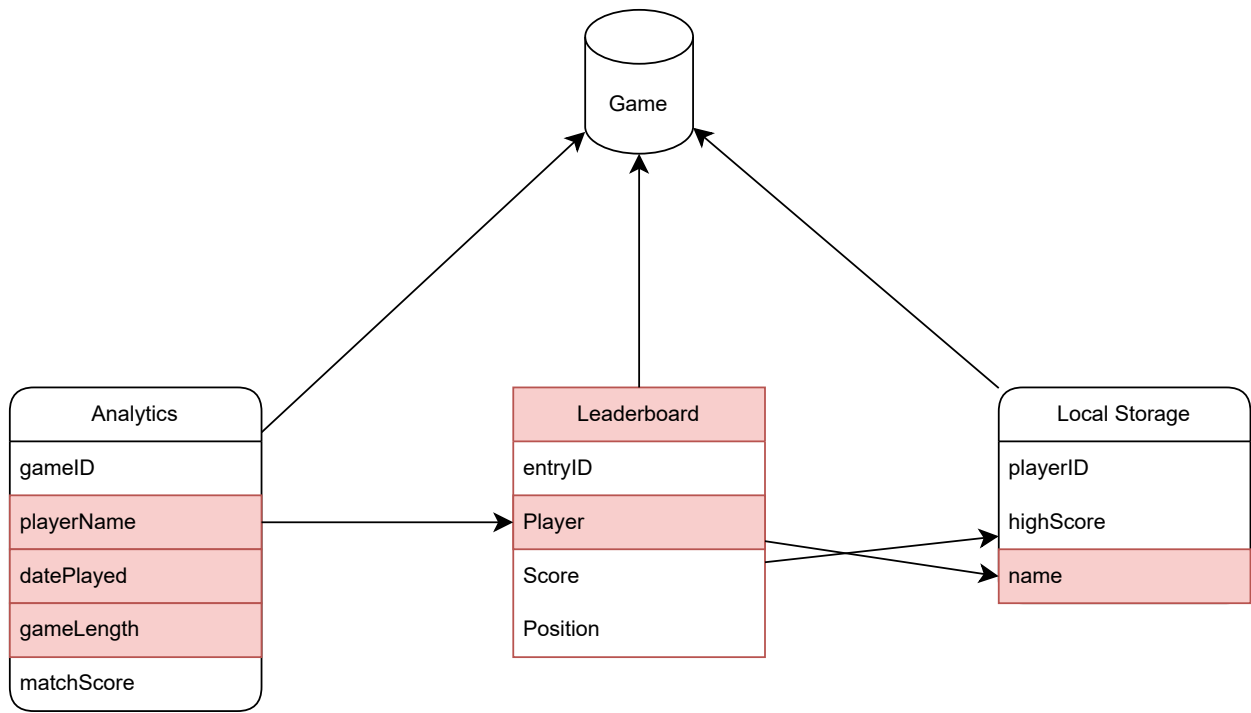 Game
Analytics
gameID
playerName
datePlayed
gameLength
matchScore
Leaderboard
entryID
Player
Score
Position
Local Storage
playerID
highScore
name